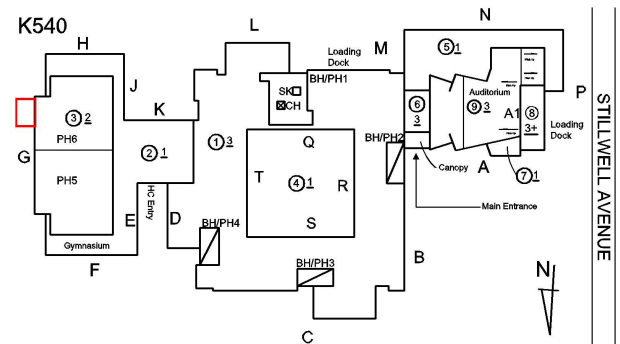 K540
H
L
N
Loading
Dock
M
J
BH/PH1
⑤ 1
P
SK
CH
Auditorium
K
③ 2
PH6
① 3
Q
BH/PH2
⑥
3
⑨ 3
A1
⑧
3+
Loading
Dock
STILLWELL AVENUE
② 1
G
PH5
T
④ 1
R
Canopy
A
⑦ 1
HC Entry
E
D
S
Main Entrance
BH/PH4
Gymnasium
F
BH/PH3
B
N
C